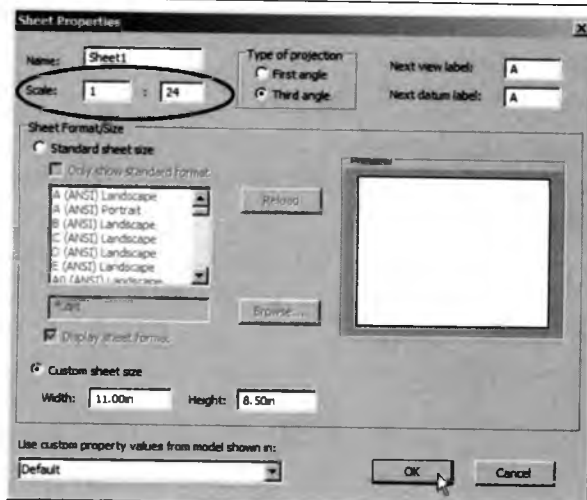 Sheet Properties
Name: Sheet1
Scale: 1 : 24
Type of projection
First angle
Third angle
Next view label: A
Next datum label: A
Sheet Format/Size
Standard sheet size
Only show standard format
A (ANSI) Landscape
A (ANSI) Portrait
B (ANSI) Landscape
C (ANSI) Landscape
D (ANSI) Landscape
E (ANSI) Landscape
A0 (ANSI) Landscape
Reload
Preview
*.drt
Browse...
Display sheet format
Custom sheet size
Width: 11.00in Height: 8.50in
Use custom property values from model shown in:
Default
OK
Cancel